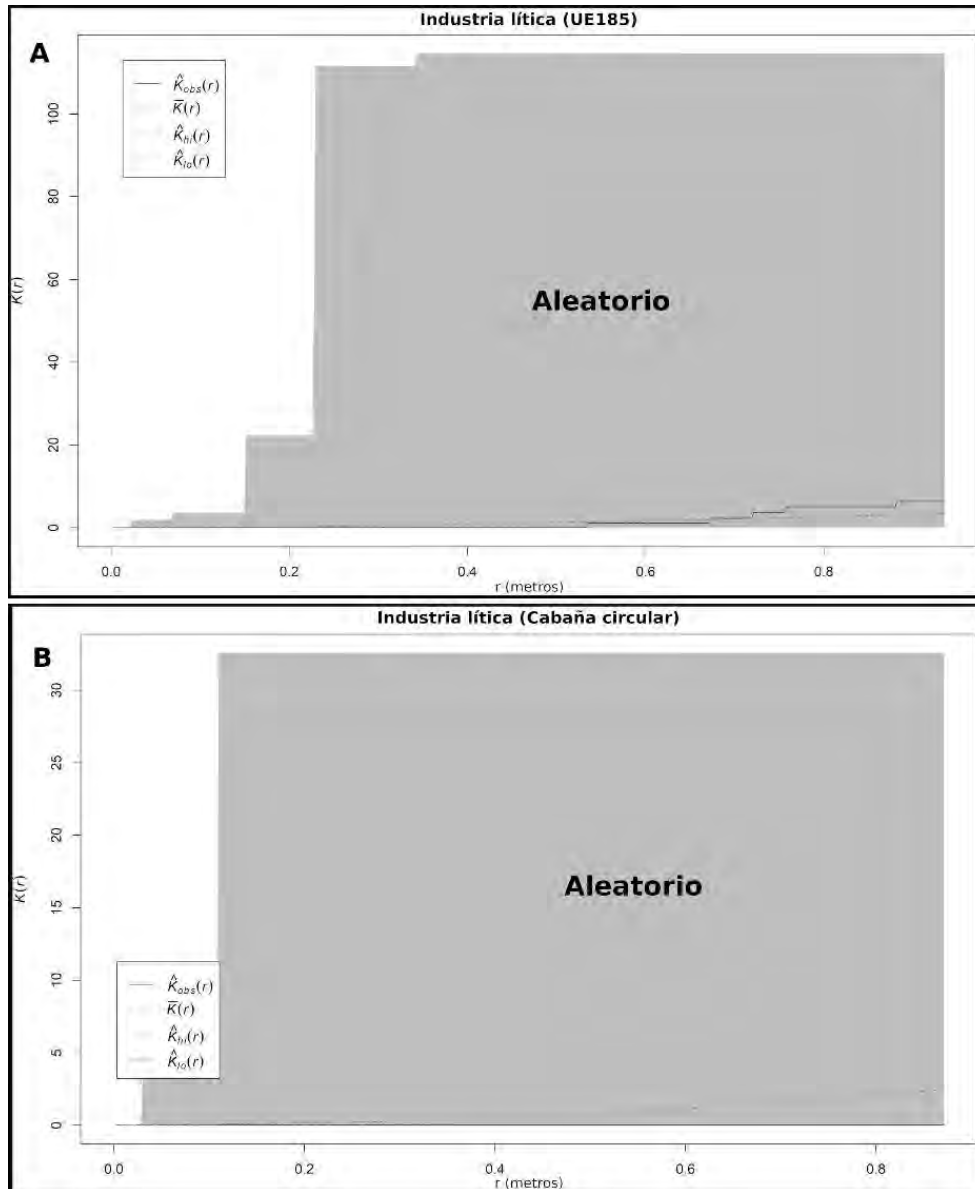 Industria lítica (UE185)
A
K̂obs(r)
K̄(r)
K̂hi(r)
K̂lo(r)
100
80
60
40
20
0
K(r)
Aleatorio
0.0 0.2 0.4 0.6 0.8
r (metros)
Industria lítica (Cabaña circular)
B
30
25
20
15
10
5
0
K(r)
Aleatorio
K̂obs(r)
K̄(r)
K̂hi(r)
K̂lo(r)
0.0 0.2 0.4 0.6 0.8
r (metros)